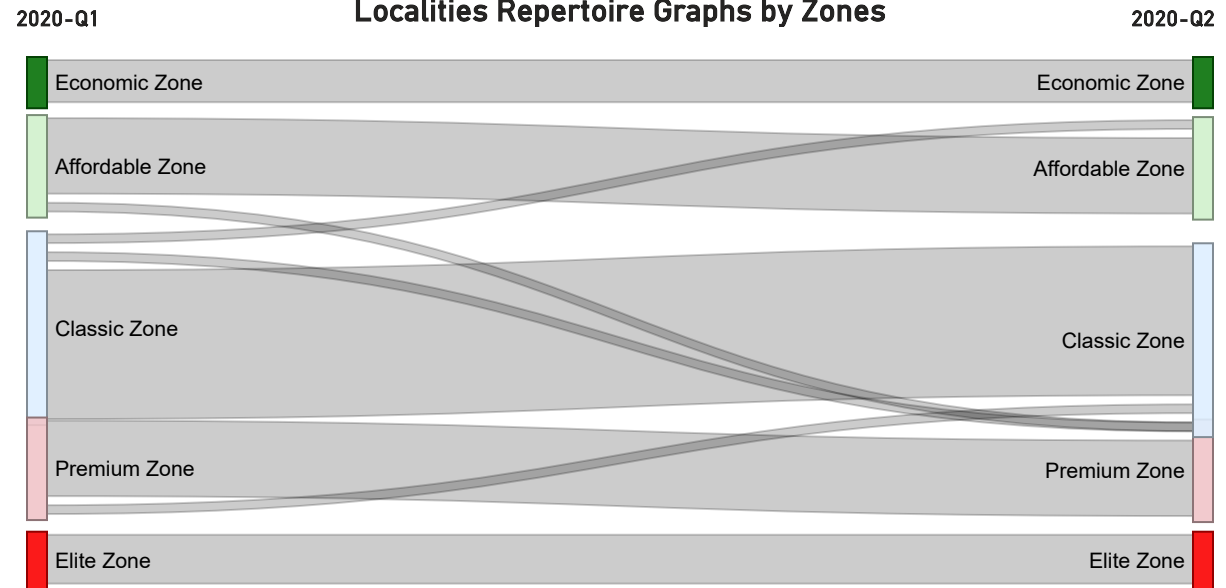 Localities Repertoire Graphs by Zones
2020-Q1
2020-Q2
Economic Zone
Economic Zone
Affordable Zone
Affordable Zone
Classic Zone
Classic Zone
Premium Zone
Premium Zone
Elite Zone
Elite Zone